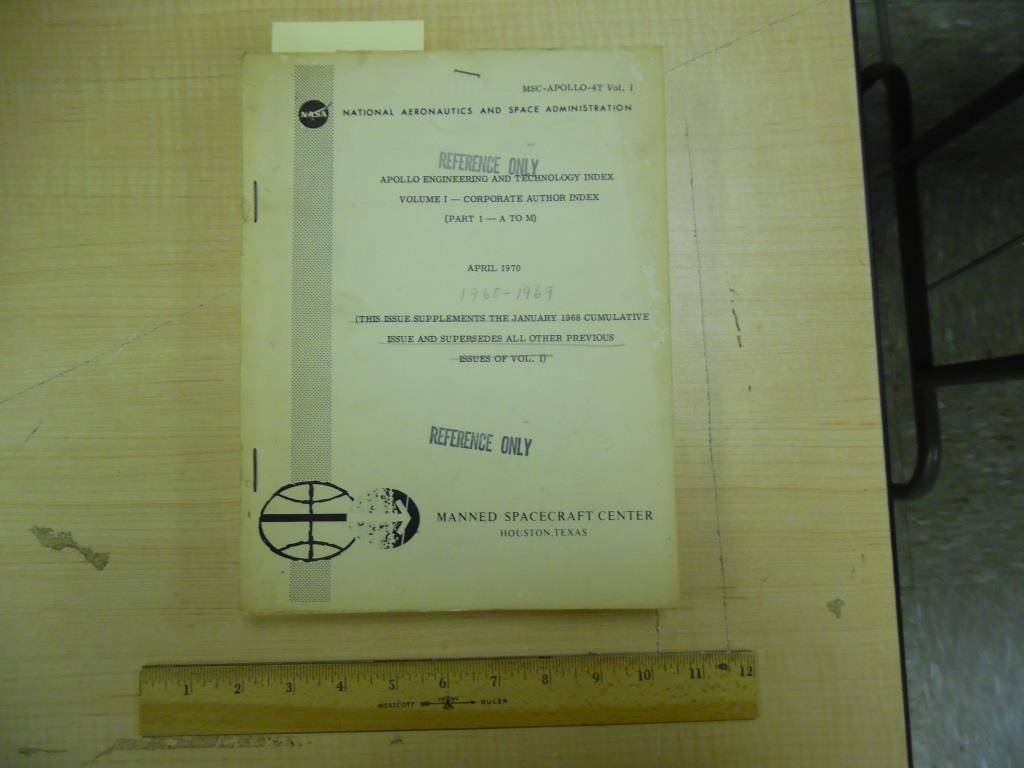 MSC-APOLLO-4T Vol. I
NASA
NATIONAL AERONAUTICS AND SPACE ADMINISTRATION
REFERENCE ONLY
APOLLO ENGINEERING AND TECHNOLOGY INDEX
VOLUME I — CORPORATE AUTHOR INDEX
(PART 1 — A TO M)
APRIL 1970
1968-1969
(THIS ISSUE SUPPLEMENTS THE JANUARY 1968 CUMULATIVE
ISSUE AND SUPERSEDES ALL OTHER PREVIOUS
ISSUES OF VOL. I)
REFERENCE ONLY
MANNED SPACECRAFT CENTER
HOUSTON, TEXAS
1 2 3 4 5 6 7 8 9 10 11 12
WESTCOTT RULER